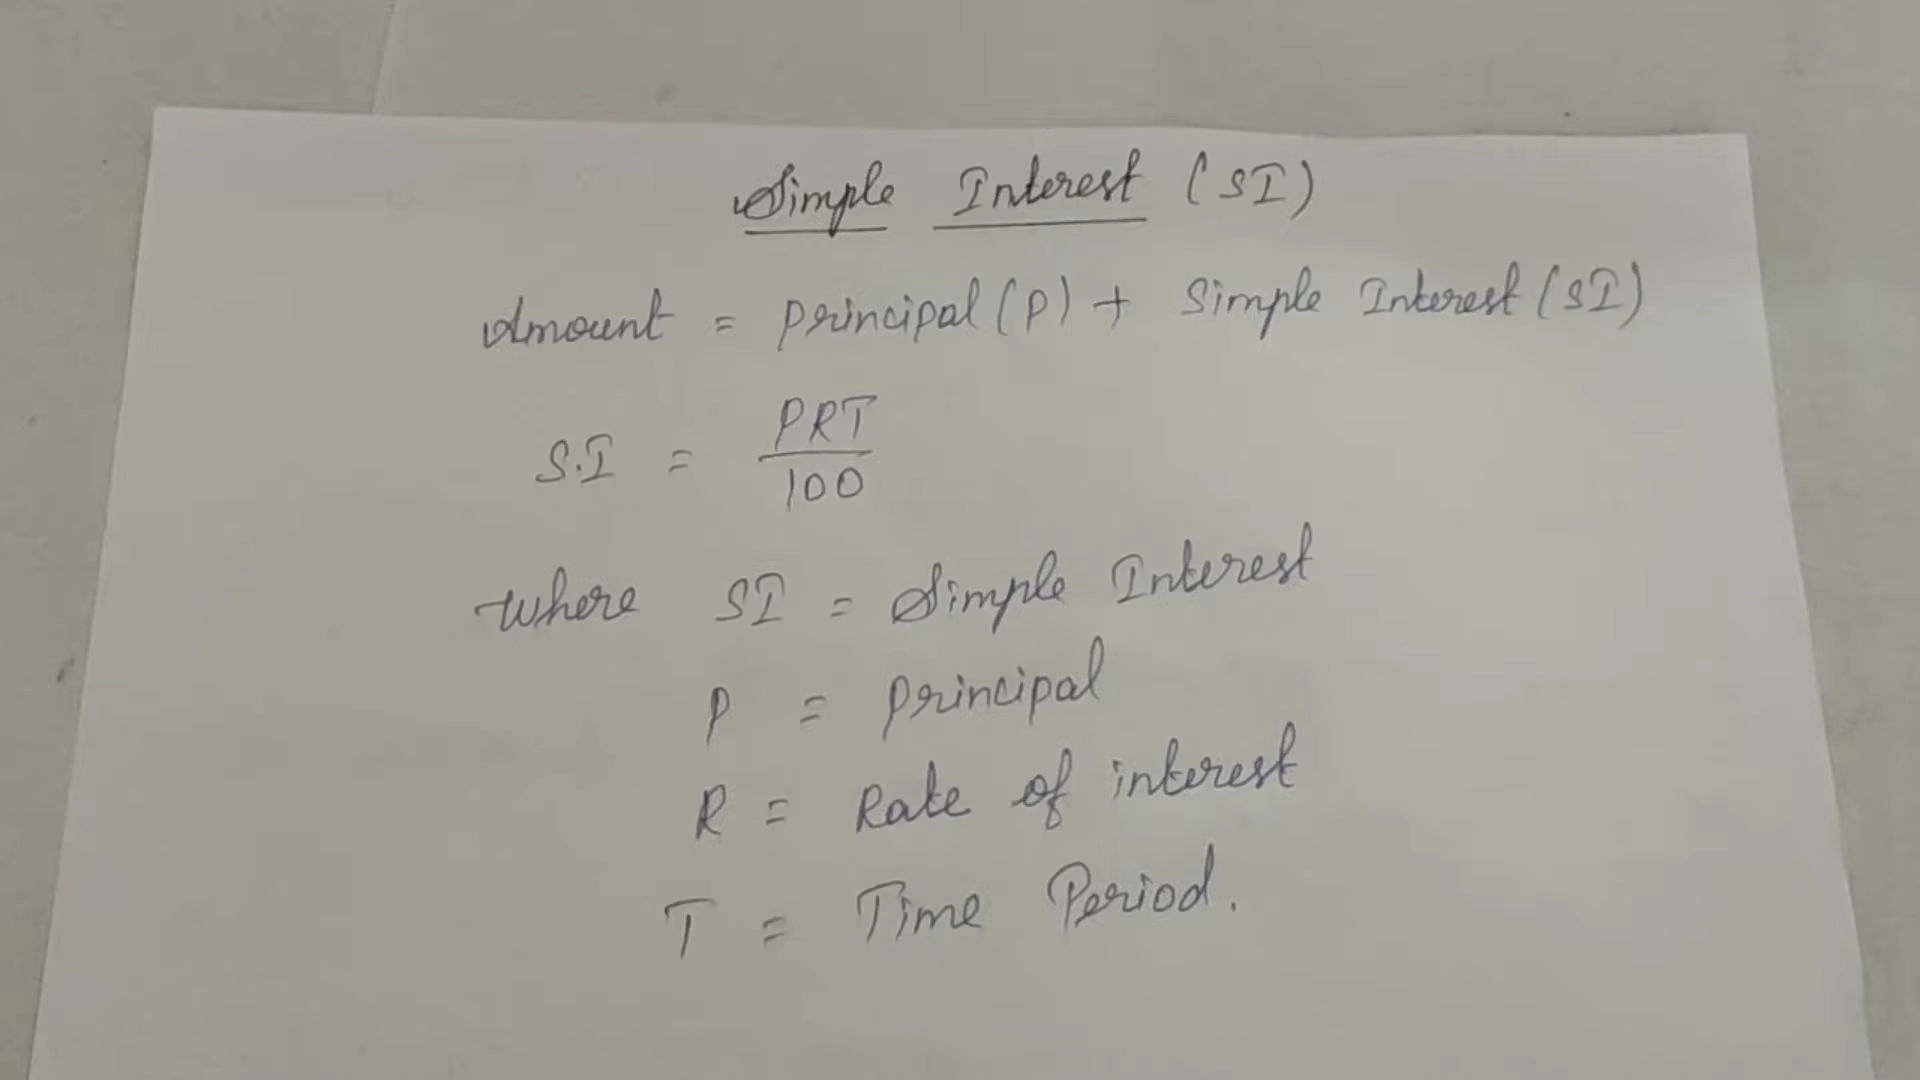 Simple Interest (SI)
Amount = Principal (P) + Simple Interest (SI)
S.I = PRT/100
where SI = Simple Interest
P = Principal
R = Rate of interest
T = Time Period.